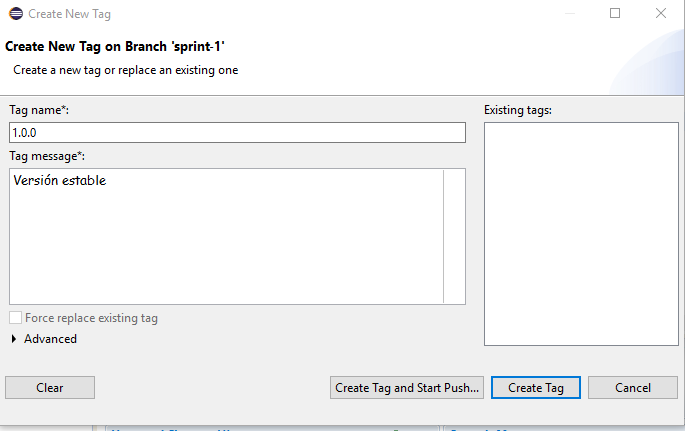 Create New Tag
Create New Tag on Branch 'sprint-1'
Create a new tag or replace an existing one
Tag name*:
Existing tags:
1.0.0
Tag message*:
Versión estable
Force replace existing tag
Advanced
Clear
Create Tag and Start Push...
Create Tag
Cancel